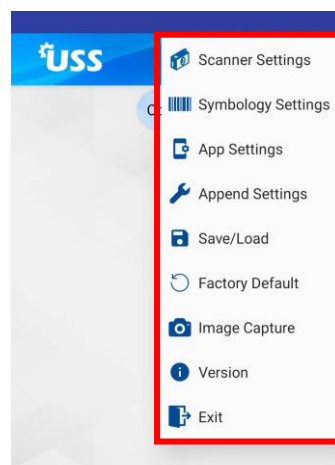 USS
Scanner Settings
Symbology Settings
App Settings
Append Settings
Save/Load
Factory Default
Image Capture
Version
Exit